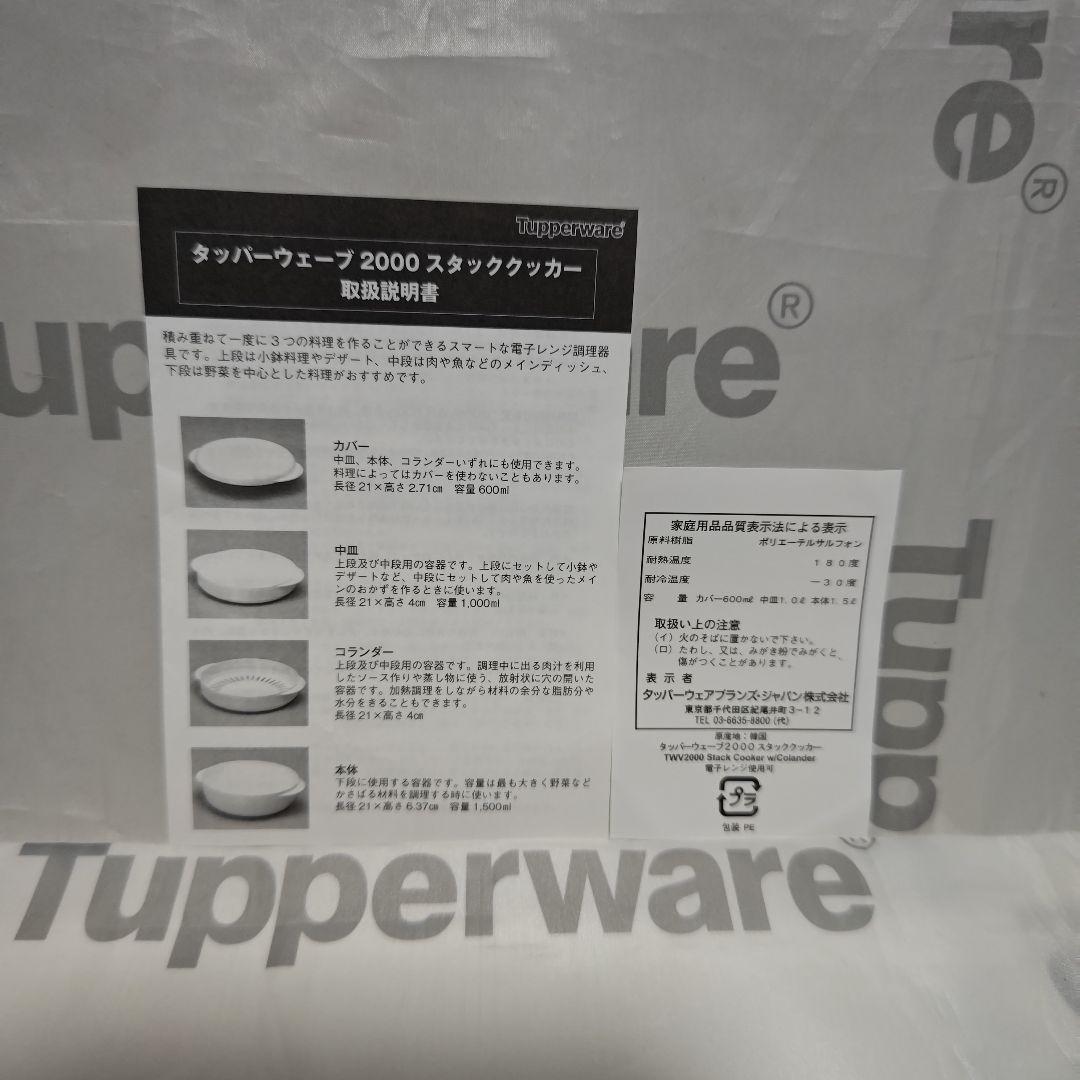 re®
Tupperware
タッパーウェーブ 2000 スタッククッカー
取扱説明書
積み重ねて一度に3つの料理を作ることができるスマートな電子レンジ調理器
具です。上段は小鉢料理やデザート、中段は肉や魚などのメインディッシュ、
下段は野菜を中心とした料理がおすすめです。
カバー
中皿、本体、コランダーいずれにも使用できます。
料理によってはカバーを使わないこともあります。
長径21×高さ2.71㎝ 容量600㎖
中皿
上段及び中段用の容器です。上段にセットして小鉢や
デザートなど、中段にセットして肉や魚を使ったメイ
ンのおかずを作るときに使います。
長径21×高さ4㎝ 容量1,000㎖
コランダー
上段及び中段用の容器です。調理中に出る肉汁を利用
したソース作りや蒸し物に使う、放射状に穴の開いた
容器です。加熱調理をしながら材料の余分な脂肪分や
水分をきることもできます。
長径21×高さ4㎝
本体
下段に使用する容器です。容量は最も大きく野菜など
かさばる材料を調理する時に使います。
長径21×高さ6.37㎝ 容量1,500㎖
up
ware®
家庭用品品質表示法による表示
原料樹脂 ポリエーテルサルフォン
耐熱温度 180度
耐冷温度 −30度
容量 カバー600㎖ 中皿1.0ℓ 本体1.5ℓ
取扱い上の注意
(イ)火のそばに置かないで下さい。
(ロ)たわし、又は、みがき粉でみがくと、
傷がつくことがあります。
表示者
タッパーウェアブランズ・ジャパン株式会社
東京都千代田区紀尾井町3−12
TEL 03-6635-8800(代)
原産地:韓国
タッパーウェーブ2000スタッククッカー
TWV2000 Stack Cooker w/Colander
電子レンジ使用可
プラ
包装 PE
Tupp
Tupperware®